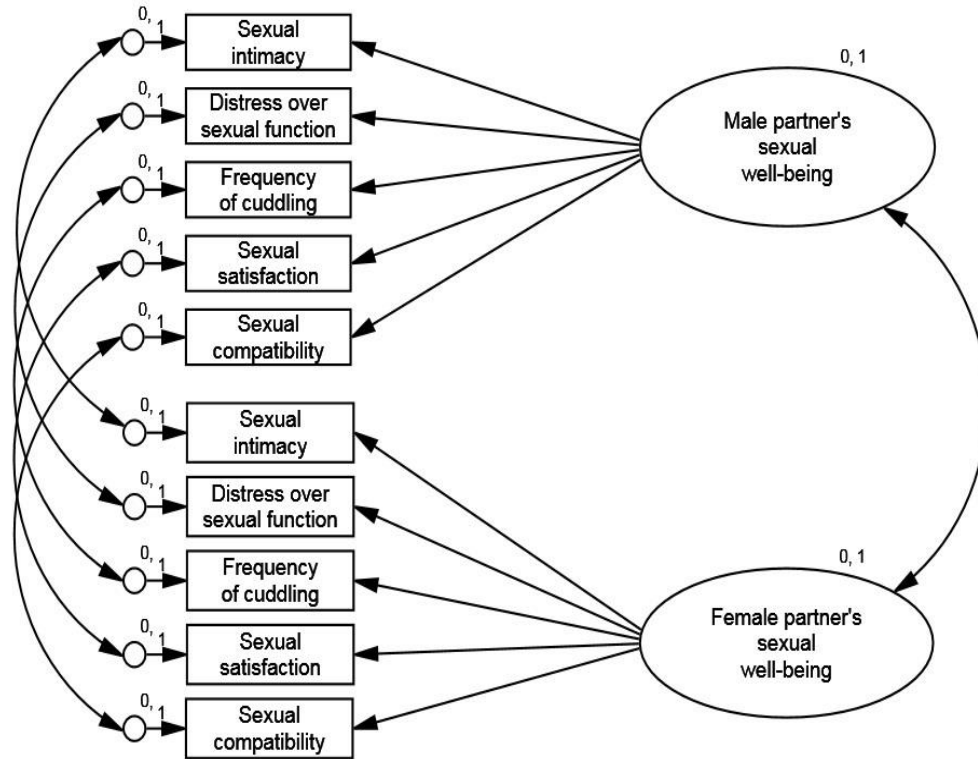 0, 1
Sexual
intimacy
0, 1
Distress over
sexual function
0, 1
Frequency
of cuddling
0, 1
Sexual
satisfaction
0, 1
Sexual
compatibility
0, 1
Male partner's
sexual
well-being
0, 1
Sexual
intimacy
0, 1
Distress over
sexual function
0, 1
Frequency
of cuddling
0, 1
Sexual
satisfaction
0, 1
Sexual
compatibility
0, 1
Female partner's
sexual
well-being